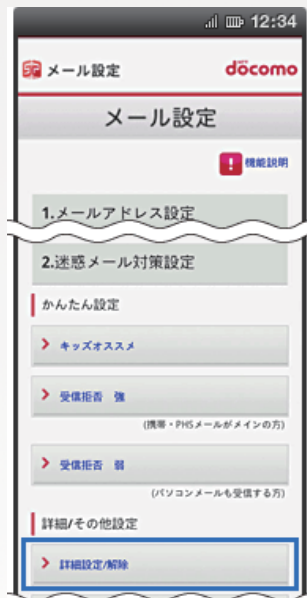 12:34
メール設定 döcomo
メール設定
! 機能説明
1.メールアドレス設定
2.迷惑メール対策設定
かんたん設定
キッズオススメ
受信拒否 強
(携帯・PHSメールがメインの方)
受信拒否 弱
(パソコンメールも受信する方)
詳細/その他設定
詳細設定/解除